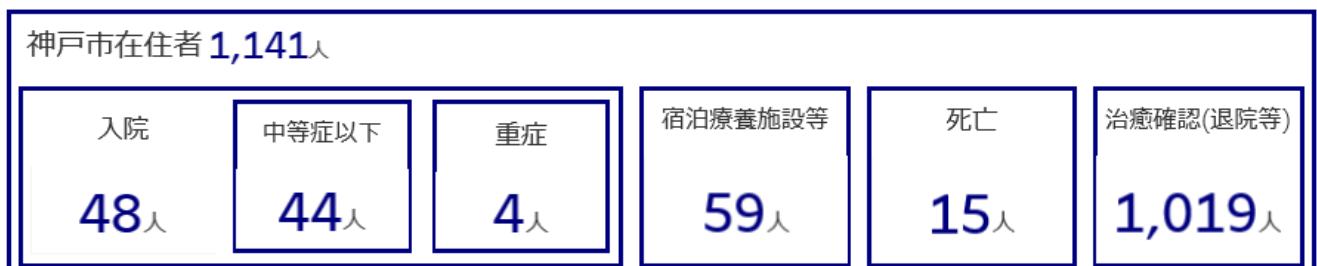 神戸市在住者 1,141人
入院 中等症以下 重症 宿泊療養施設等 死亡 治癒確認(退院等)
48人 44人 4人 59人 15人 1,019人